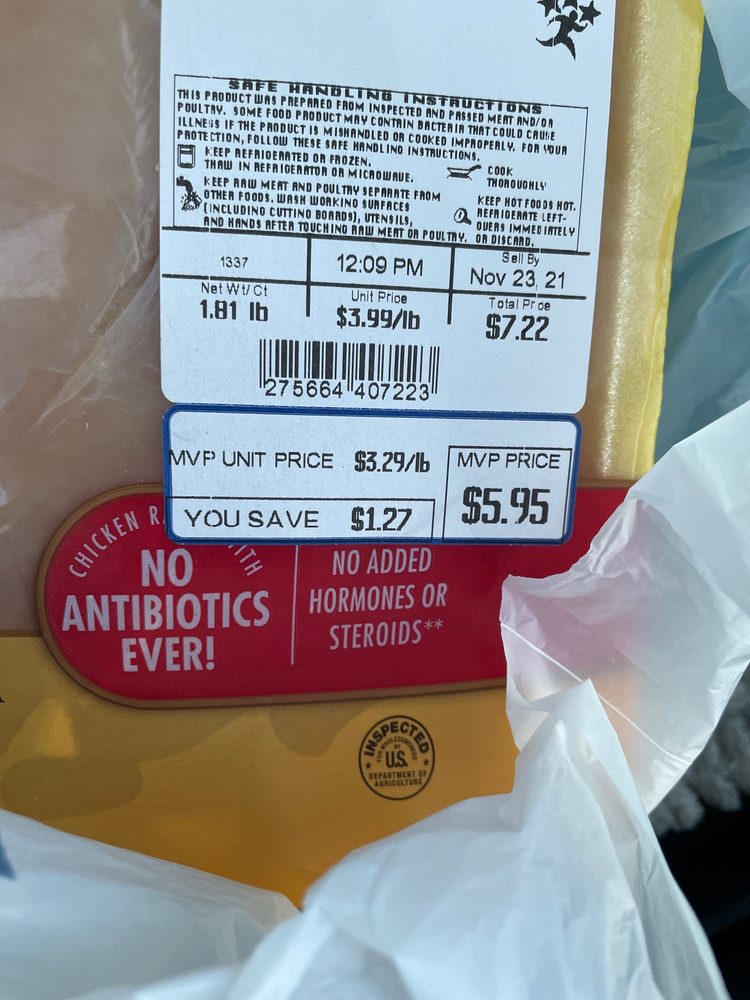 SAFE HANDLING INSTRUCTIONS
THIS PRODUCT WAS PREPARED FROM INSPECTED AND PASSED MEAT AND/OR
POULTRY. SOME FOOD PRODUCT MAY CONTAIN BACTERIA THAT COULD CAUSE
ILLNESS IF THE PRODUCT IS MISHANDLED OR COOKED IMPROPERLY. FOR YOUR
PROTECTION, FOLLOW THESE SAFE HANDLING INSTRUCTIONS.
KEEP REFRIGERATED OR FROZEN.
THAW IN REFRIGERATOR OR MICROWAVE.
COOK
THOROUGHLY
KEEP RAW MEAT AND POULTRY SEPARATE FROM
OTHER FOODS. WASH WORKING SURFACES
(INCLUDING CUTTING BOARDS), UTENSILS,
AND HANDS AFTER TOUCHING RAW MEAT OR POULTRY.
KEEP HOT FOODS HOT.
REFRIGERATE LEFT-
OVERS IMMEDIATELY
OR DISCARD.
1337
12:09 PM
Sell By
Nov 23, 21
Net Wt/Ct
1.81 lb
Unit Price
$3.99/lb
Total Price
$7.22
275664 407223
MVP UNIT PRICE $3.29/lb
YOU SAVE $1.27
MVP PRICE
$5.95
CHICKEN
NO
ANTIBIOTICS
EVER!
NO ADDED
HORMONES OR
STEROIDS**
INSPECTED
FOR WHOLESOMENESS
BY
U.S.
DEPARTMENT OF
AGRICULTURE